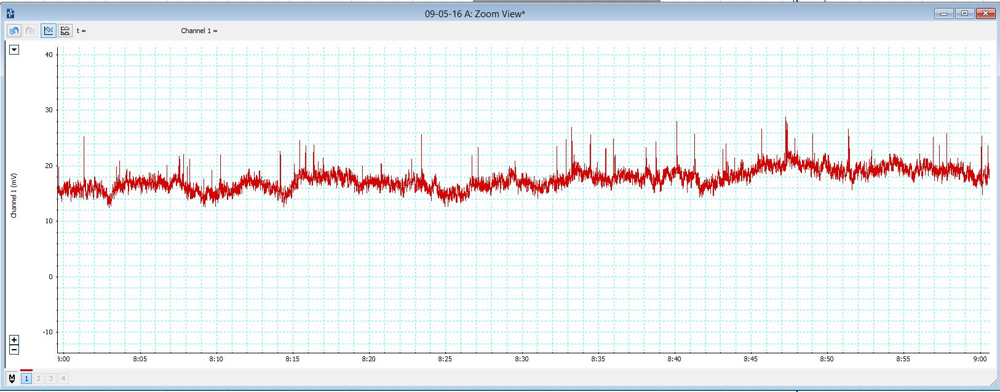 09-05-16 A: Zoom View*
t =
Channel 1 =
40
30
20
10
0
-10
Channel 1 (mV)
3:00 8:05 8:10 8:15 8:20 8:25 8:30 8:35 8:40 8:45 8:50 8:55 9:00
M 1 2 3 4